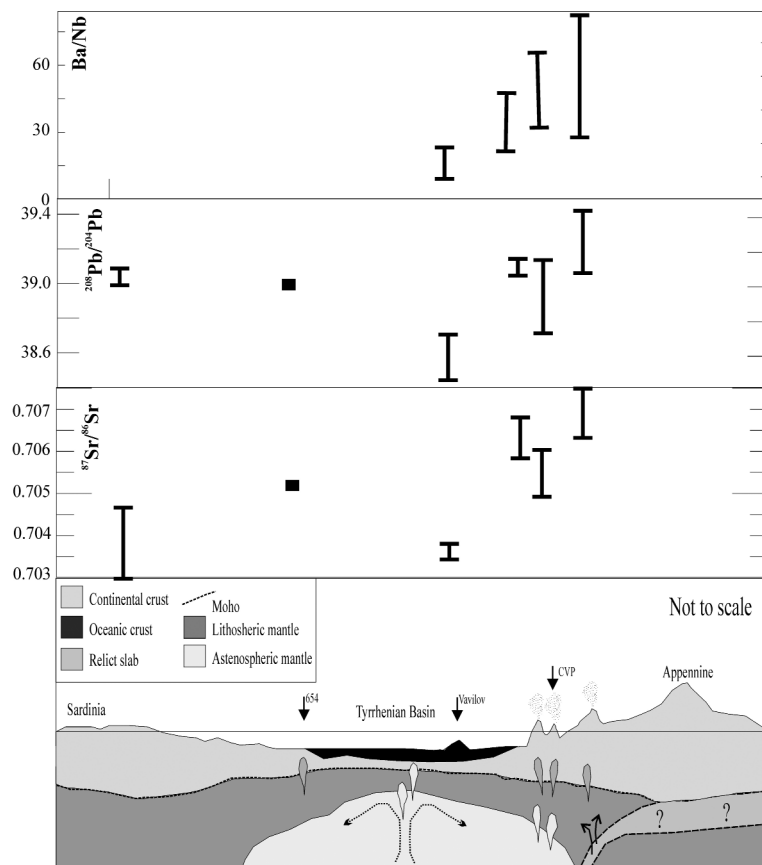 Ba/Nb
60
30
0
208Pb/204Pb
39.4
39.0
38.6
87Sr/86Sr
0.707
0.706
0.705
0.704
0.703
Continental crust
Moho
Oceanic crust
Lithosheric mantle
Relict slab
Astenospheric mantle
Not to scale
Sardinia
654
Tyrrhenian Basin
Vavilov
CVP
Appennine
? ?